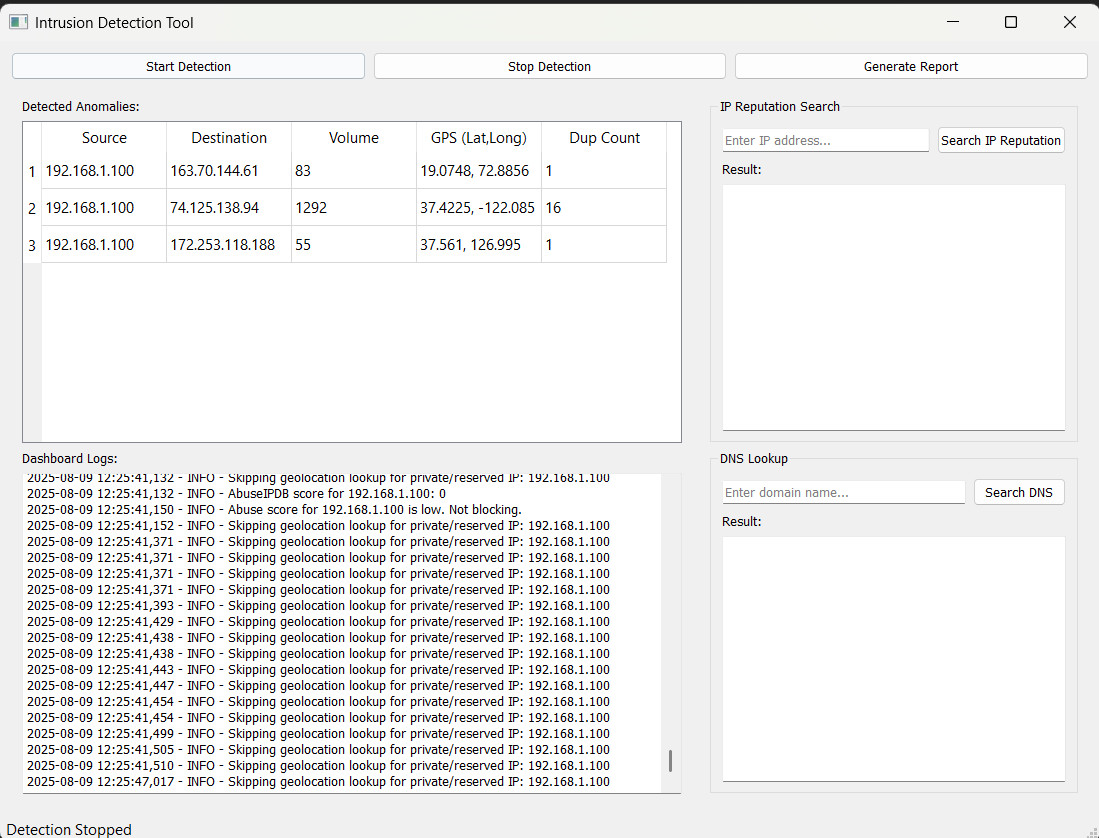 Intrusion Detection Tool
Start Detection Stop Detection Generate Report
Detected Anomalies:
Source Destination Volume GPS (Lat,Long) Dup Count
1 192.168.1.100 163.70.144.61 83 19.0748, 72.8856 1
2 192.168.1.100 74.125.138.94 1292 37.4225, -122.085 16
3 192.168.1.100 172.253.118.188 55 37.561, 126.995 1
IP Reputation Search
Enter IP address... Search IP Reputation
Result:
Dashboard Logs:
2025-08-09 12:25:41,132 - INFO - Skipping geolocation lookup for private/reserved IP: 192.168.1.100
2025-08-09 12:25:41,132 - INFO - AbuseIPDB score for 192.168.1.100: 0
2025-08-09 12:25:41,150 - INFO - Abuse score for 192.168.1.100 is low. Not blocking.
2025-08-09 12:25:41,152 - INFO - Skipping geolocation lookup for private/reserved IP: 192.168.1.100
2025-08-09 12:25:41,371 - INFO - Skipping geolocation lookup for private/reserved IP: 192.168.1.100
2025-08-09 12:25:41,371 - INFO - Skipping geolocation lookup for private/reserved IP: 192.168.1.100
2025-08-09 12:25:41,371 - INFO - Skipping geolocation lookup for private/reserved IP: 192.168.1.100
2025-08-09 12:25:41,371 - INFO - Skipping geolocation lookup for private/reserved IP: 192.168.1.100
2025-08-09 12:25:41,393 - INFO - Skipping geolocation lookup for private/reserved IP: 192.168.1.100
2025-08-09 12:25:41,429 - INFO - Skipping geolocation lookup for private/reserved IP: 192.168.1.100
2025-08-09 12:25:41,438 - INFO - Skipping geolocation lookup for private/reserved IP: 192.168.1.100
2025-08-09 12:25:41,438 - INFO - Skipping geolocation lookup for private/reserved IP: 192.168.1.100
2025-08-09 12:25:41,443 - INFO - Skipping geolocation lookup for private/reserved IP: 192.168.1.100
2025-08-09 12:25:41,447 - INFO - Skipping geolocation lookup for private/reserved IP: 192.168.1.100
2025-08-09 12:25:41,454 - INFO - Skipping geolocation lookup for private/reserved IP: 192.168.1.100
2025-08-09 12:25:41,454 - INFO - Skipping geolocation lookup for private/reserved IP: 192.168.1.100
2025-08-09 12:25:41,499 - INFO - Skipping geolocation lookup for private/reserved IP: 192.168.1.100
2025-08-09 12:25:41,505 - INFO - Skipping geolocation lookup for private/reserved IP: 192.168.1.100
2025-08-09 12:25:41,510 - INFO - Skipping geolocation lookup for private/reserved IP: 192.168.1.100
2025-08-09 12:25:47,017 - INFO - Skipping geolocation lookup for private/reserved IP: 192.168.1.100
DNS Lookup
Enter domain name... Search DNS
Result:
Detection Stopped